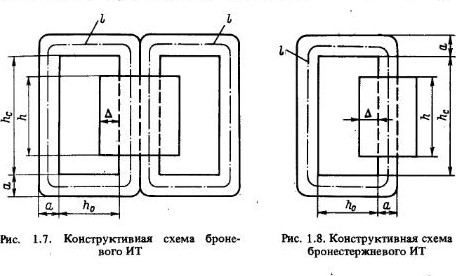 l
l
h_c
h
Δ
a
a
h_0
l
a
h_c
h
Δ
h_0
a
Рис. 1.7. Конструктивная схема броне-
вого ИТ
Рис. 1.8. Конструктивная схема
бронестержневого ИТ